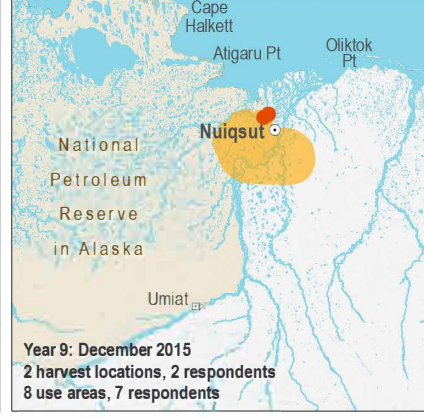 Cape
Halkett
Atigaru Pt
Oliktok
Pt
Nuiqsut
National
Petroleum
Reserve
in Alaska
Umiat
Year 9: December 2015
2 harvest locations, 2 respondents
8 use areas, 7 respondents